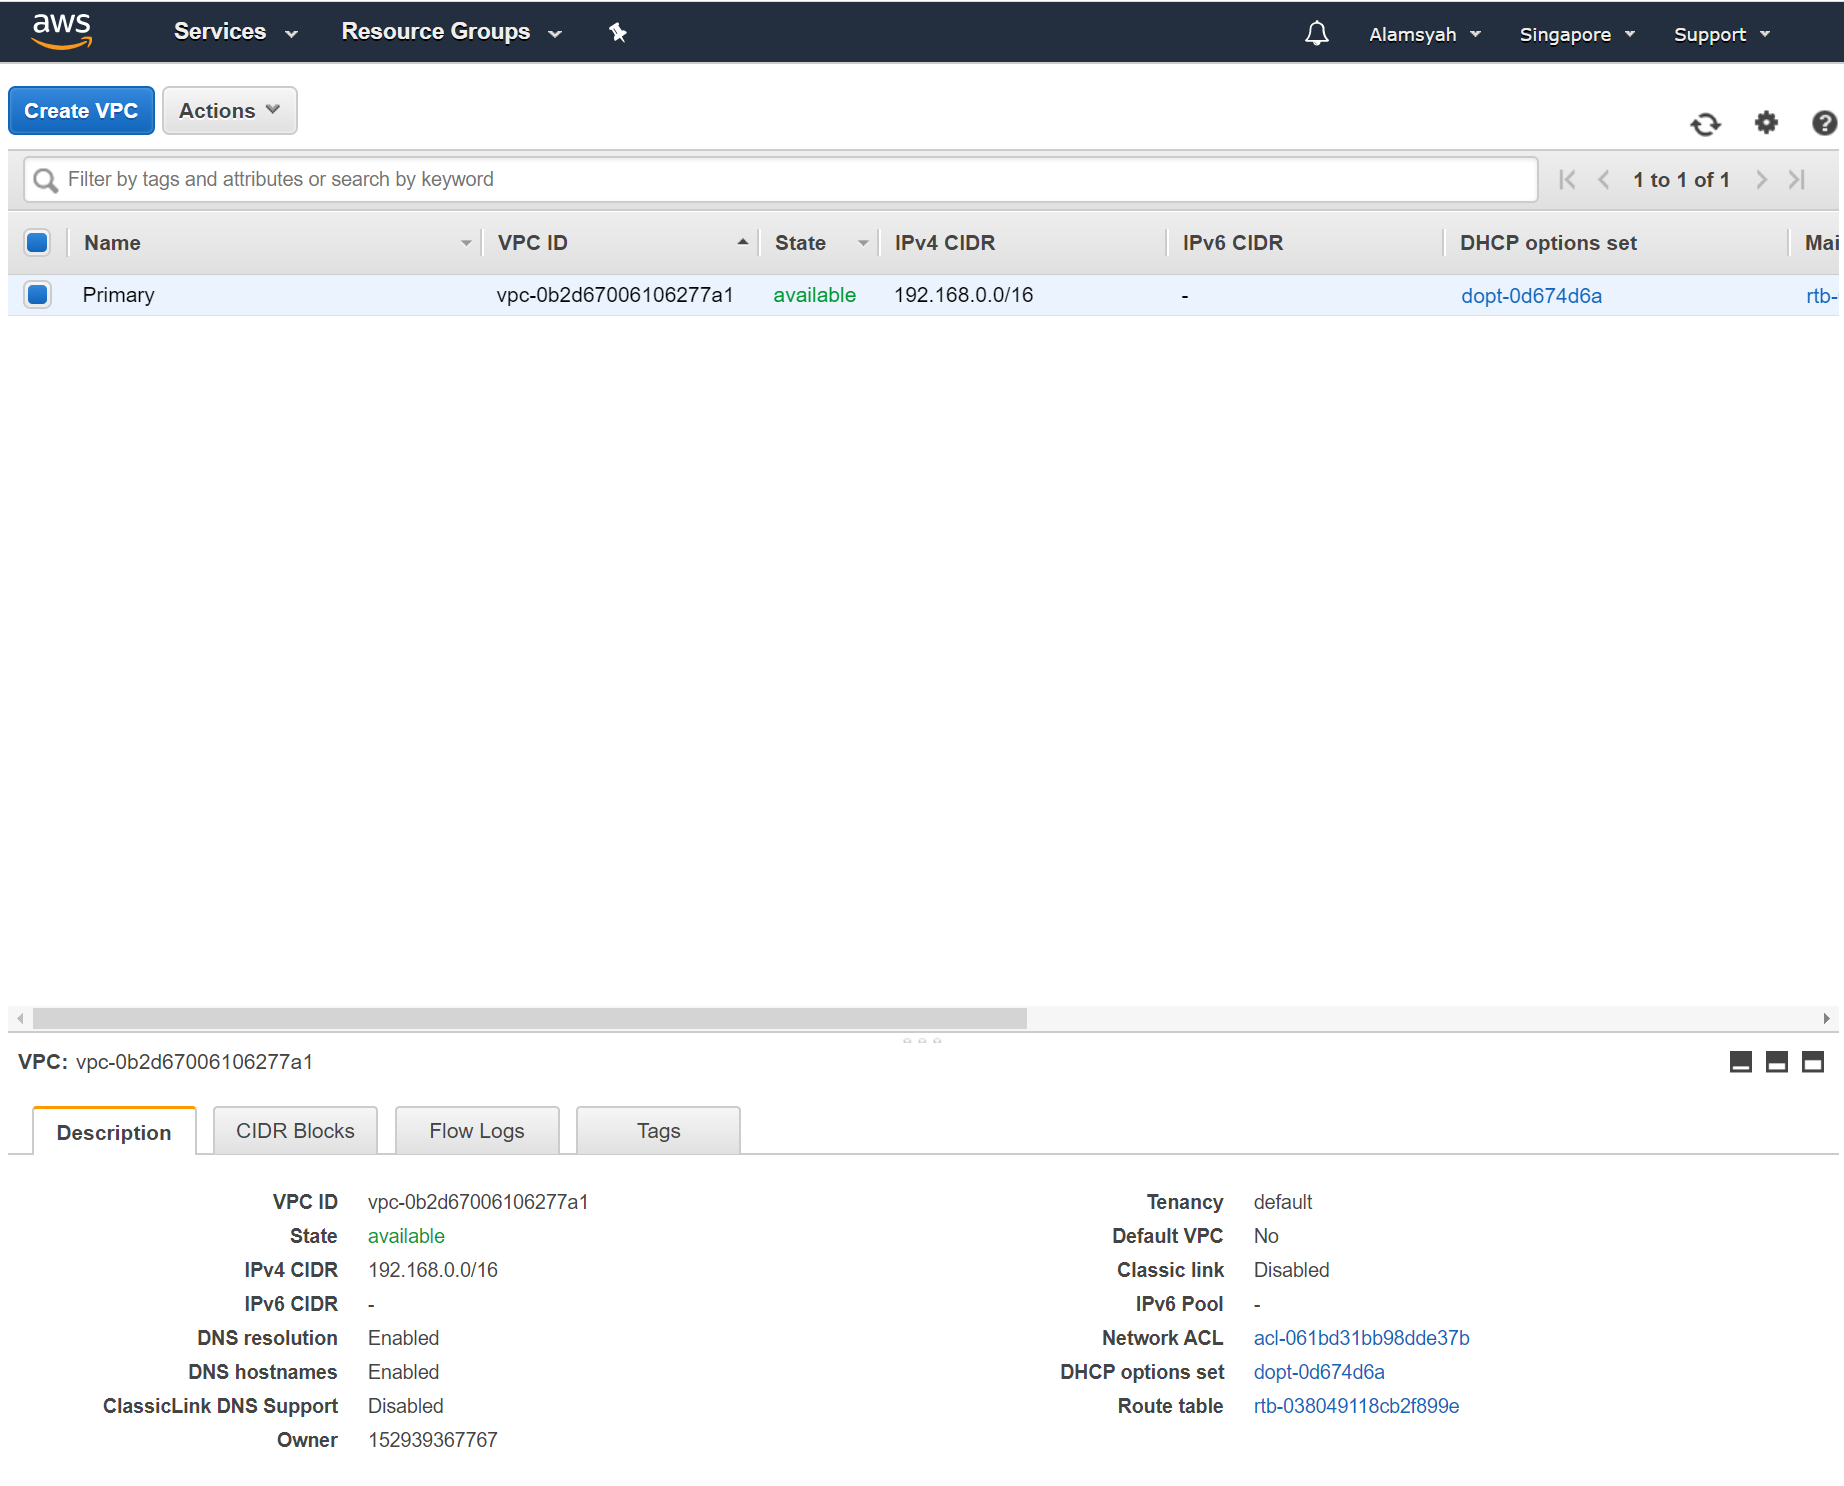 aws Services Resource Groups Alamsyah Singapore Support
Create VPC Actions
Filter by tags and attributes or search by keyword 1 to 1 of 1
Name VPC ID State IPv4 CIDR IPv6 CIDR DHCP options set Mai
Primary vpc-0b2d67006106277a1 available 192.168.0.0/16 - dopt-0d674d6a rtb-
VPC: vpc-0b2d67006106277a1
Description CIDR Blocks Flow Logs Tags
VPC ID vpc-0b2d67006106277a1 Tenancy default
State available Default VPC No
IPv4 CIDR 192.168.0.0/16 Classic link Disabled
IPv6 CIDR - IPv6 Pool -
DNS resolution Enabled Network ACL acl-061bd31bb98dde37b
DNS hostnames Enabled DHCP options set dopt-0d674d6a
ClassicLink DNS Support Disabled Route table rtb-038049118cb2f899e
Owner 152939367767